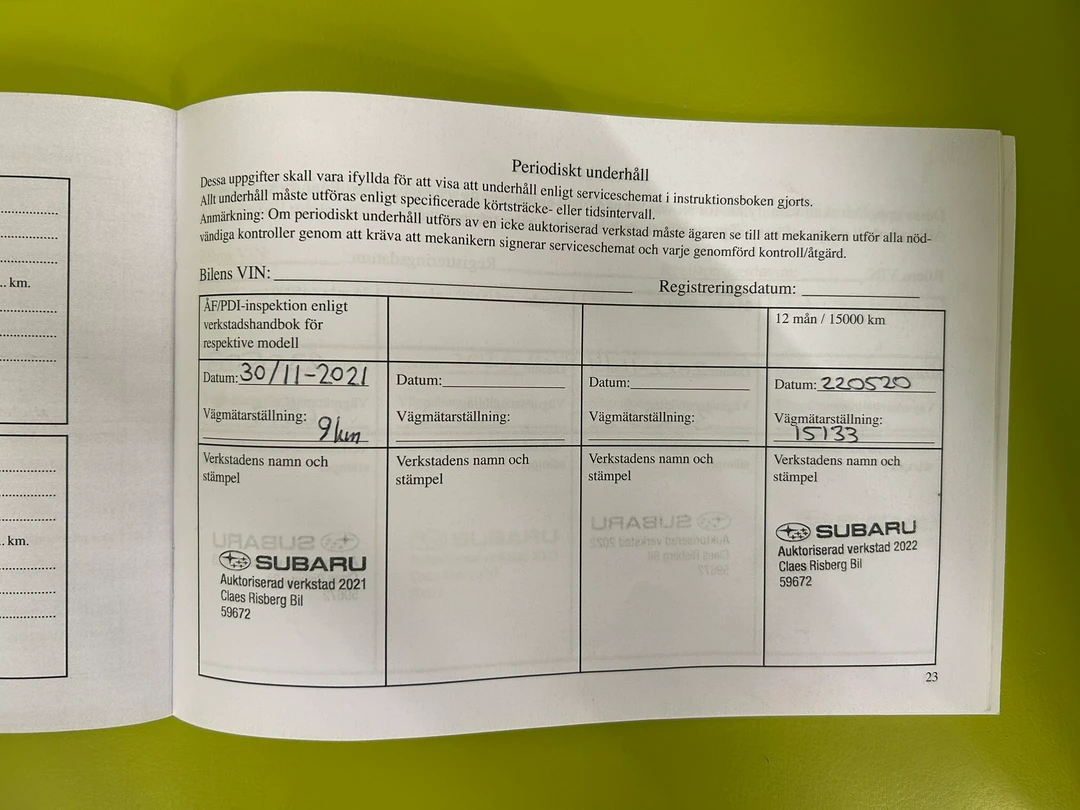 .. km.
.. km.
Periodiskt underhåll
Dessa uppgifter skall vara ifyllda för att visa att underhåll enligt serviceschemat i instruktionsboken gjorts.
Allt underhåll måste utföras enligt specificerade körtsträcke- eller tidsintervall.
Anmärkning: Om periodiskt underhåll utförs av en icke auktoriserad verkstad måste ägaren se till att mekanikern utför alla nöd-
vändiga kontroller genom att kräva att mekanikern signerar serviceschemat och varje genomförd kontroll/åtgärd.
Bilens VIN:
Registreringsdatum:
ÅF/PDI-inspektion enligt
verkstadshandbok för
respektive modell
Datum: 30/11-2021
Vägmätarställning:
9 km
Verkstadens namn och
stämpel
SUBARU
Auktoriserad verkstad 2021
Claes Risberg Bil
59672
Datum:
Vägmätarställning:
Verkstadens namn och
stämpel
Datum:
Vägmätarställning:
Verkstadens namn och
stämpel
12 mån / 15000 km
Datum: 220520
Vägmätarställning:
15133
Verkstadens namn och
stämpel
SUBARU
Auktoriserad verkstad 2022
Claes Risberg Bil
59672
23